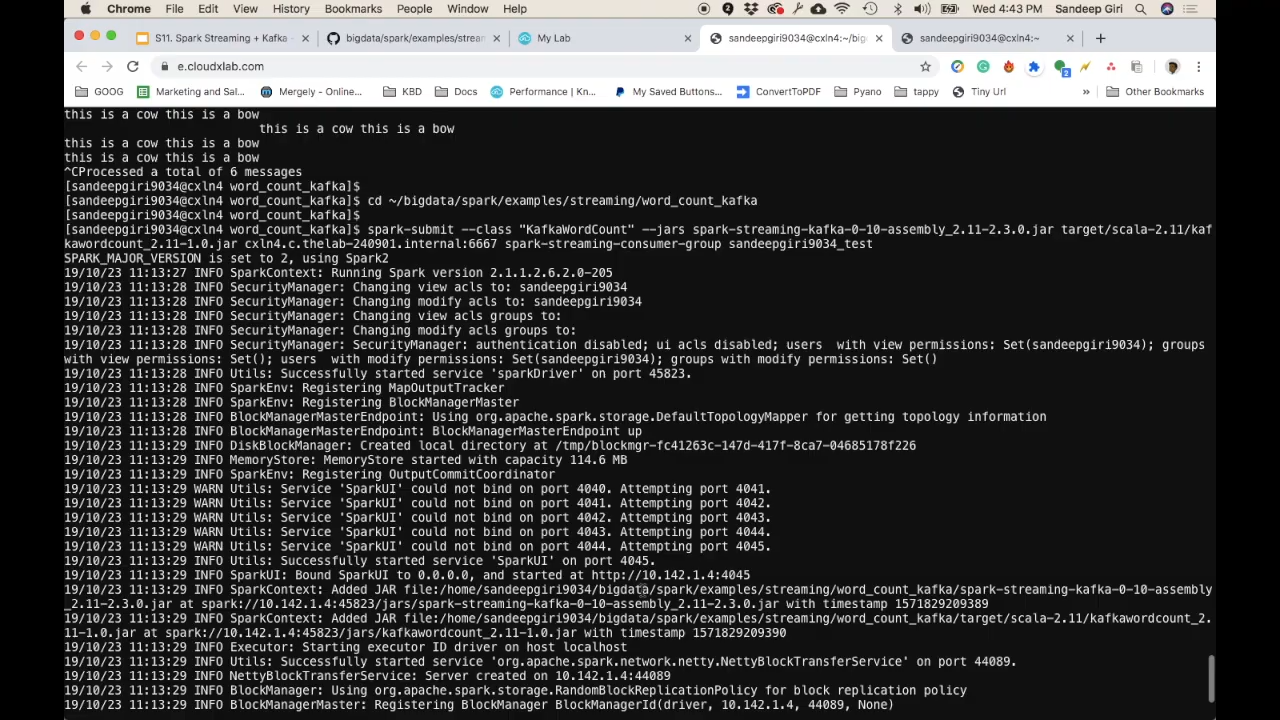 Chrome File Edit View History Bookmarks People Window Help Wed 4:43 PM Sandeep Giri
S11. Spark Streaming + Kafka - bigdata/spark/examples/stream My Lab sandeepgiri9034@cxln4:~/big sandeepgiri9034@cxln4:~
e.cloudxlab.com
GOOG Marketing and Sal... Mergely - Online... KBD Docs Performance | Kn... My Saved Buttons... ConvertToPDF Pyano tappy Tiny Url » Other Bookmarks
this is a cow this is a bow
this is a cow this is a bow
this is a cow this is a bow
this is a cow this is a bow
^CProcessed a total of 6 messages
[sandeepgiri9034@cxln4 word_count_kafka]$
[sandeepgiri9034@cxln4 word_count_kafka]$ cd ~/bigdata/spark/examples/streaming/word_count_kafka
[sandeepgiri9034@cxln4 word_count_kafka]$
[sandeepgiri9034@cxln4 word_count_kafka]$ spark-submit --class "KafkaWordCount" --jars spark-streaming-kafka-0-10-assembly_2.11-2.3.0.jar target/scala-2.11/kaf
kawordcount_2.11-1.0.jar cxln4.c.thelab-240901.internal:6667 spark-streaming-consumer-group sandeepgiri9034_test
SPARK_MAJOR_VERSION is set to 2, using Spark2
19/10/23 11:13:27 INFO SparkContext: Running Spark version 2.1.1.2.6.2.0-205
19/10/23 11:13:28 INFO SecurityManager: Changing view acls to: sandeepgiri9034
19/10/23 11:13:28 INFO SecurityManager: Changing modify acls to: sandeepgiri9034
19/10/23 11:13:28 INFO SecurityManager: Changing view acls groups to:
19/10/23 11:13:28 INFO SecurityManager: Changing modify acls groups to:
19/10/23 11:13:28 INFO SecurityManager: SecurityManager: authentication disabled; ui acls disabled; users  with view permissions: Set(sandeepgiri9034); groups
with view permissions: Set(); users  with modify permissions: Set(sandeepgiri9034); groups with modify permissions: Set()
19/10/23 11:13:28 INFO Utils: Successfully started service 'sparkDriver' on port 45823.
19/10/23 11:13:28 INFO SparkEnv: Registering MapOutputTracker
19/10/23 11:13:28 INFO SparkEnv: Registering BlockManagerMaster
19/10/23 11:13:28 INFO BlockManagerMasterEndpoint: Using org.apache.spark.storage.DefaultTopologyMapper for getting topology information
19/10/23 11:13:28 INFO BlockManagerMasterEndpoint: BlockManagerMasterEndpoint up
19/10/23 11:13:29 INFO DiskBlockManager: Created local directory at /tmp/blockmgr-fc41263c-147d-417f-8ca7-04685178f226
19/10/23 11:13:29 INFO MemoryStore: MemoryStore started with capacity 114.6 MB
19/10/23 11:13:29 INFO SparkEnv: Registering OutputCommitCoordinator
19/10/23 11:13:29 WARN Utils: Service 'SparkUI' could not bind on port 4040. Attempting port 4041.
19/10/23 11:13:29 WARN Utils: Service 'SparkUI' could not bind on port 4041. Attempting port 4042.
19/10/23 11:13:29 WARN Utils: Service 'SparkUI' could not bind on port 4042. Attempting port 4043.
19/10/23 11:13:29 WARN Utils: Service 'SparkUI' could not bind on port 4043. Attempting port 4044.
19/10/23 11:13:29 WARN Utils: Service 'SparkUI' could not bind on port 4044. Attempting port 4045.
19/10/23 11:13:29 INFO Utils: Successfully started service 'SparkUI' on port 4045.
19/10/23 11:13:29 INFO SparkUI: Bound SparkUI to 0.0.0.0, and started at http://10.142.1.4:4045
19/10/23 11:13:29 INFO SparkContext: Added JAR file:/home/sandeepgiri9034/bigdata/spark/examples/streaming/word_count_kafka/spark-streaming-kafka-0-10-assembly
_2.11-2.3.0.jar at spark://10.142.1.4:45823/jars/spark-streaming-kafka-0-10-assembly_2.11-2.3.0.jar with timestamp 1571829209389
19/10/23 11:13:29 INFO SparkContext: Added JAR file:/home/sandeepgiri9034/bigdata/spark/examples/streaming/word_count_kafka/target/scala-2.11/kafkawordcount_2.
11-1.0.jar at spark://10.142.1.4:45823/jars/kafkawordcount_2.11-1.0.jar with timestamp 1571829209390
19/10/23 11:13:29 INFO Executor: Starting executor ID driver on host localhost
19/10/23 11:13:29 INFO Utils: Successfully started service 'org.apache.spark.network.netty.NettyBlockTransferService' on port 44089.
19/10/23 11:13:29 INFO NettyBlockTransferService: Server created on 10.142.1.4:44089
19/10/23 11:13:29 INFO BlockManager: Using org.apache.spark.storage.RandomBlockReplicationPolicy for block replication policy
19/10/23 11:13:29 INFO BlockManagerMaster: Registering BlockManager BlockManagerId(driver, 10.142.1.4, 44089, None)